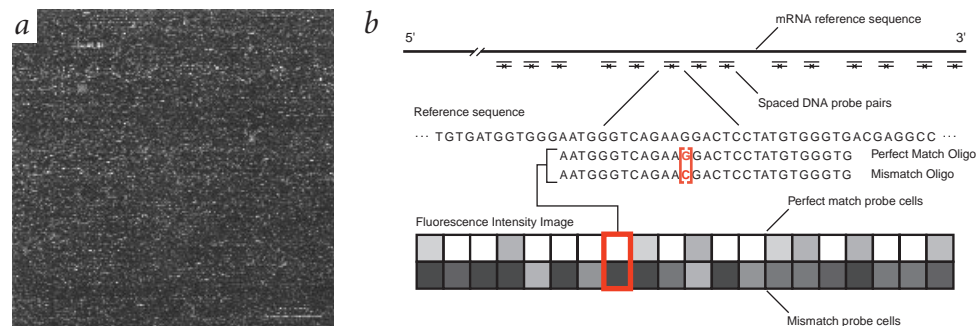 a
b
mRNA reference sequence
5' 3'
Spaced DNA probe pairs
Reference sequence
··· TGTGATGGTGGGAATGGGTCAGAAGGACTCCTATGTGGGTGACGAGGCC ···
AATGGGTCAGAAGGACTCCTATGTGGGTG Perfect Match Oligo
AATGGGTCAGAACGACTCCTATGTGGGTG Mismatch Oligo
Fluorescence Intensity Image
Perfect match probe cells
Mismatch probe cells